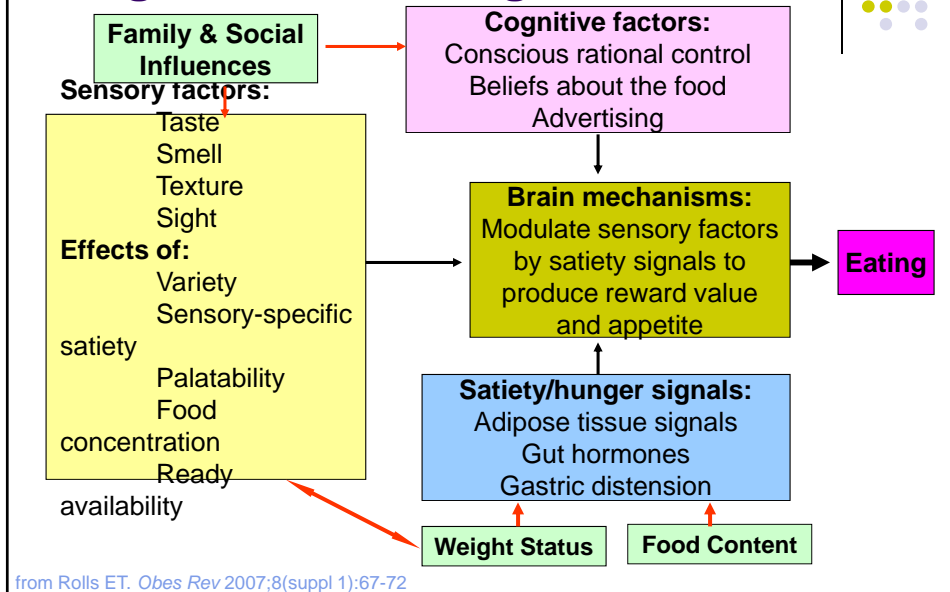 Family & Social
Influences
Cognitive factors:
Conscious rational control
Beliefs about the food
Advertising
Sensory factors:
Taste
Smell
Texture
Sight
Effects of:
Variety
Sensory-specific
satiety
Palatability
Food
concentration
Ready
availability
Brain mechanisms:
Modulate sensory factors
by satiety signals to
produce reward value
and appetite
Eating
Satiety/hunger signals:
Adipose tissue signals
Gut hormones
Gastric distension
Weight Status
Food Content
from Rolls ET. Obes Rev 2007;8(suppl 1):67-72